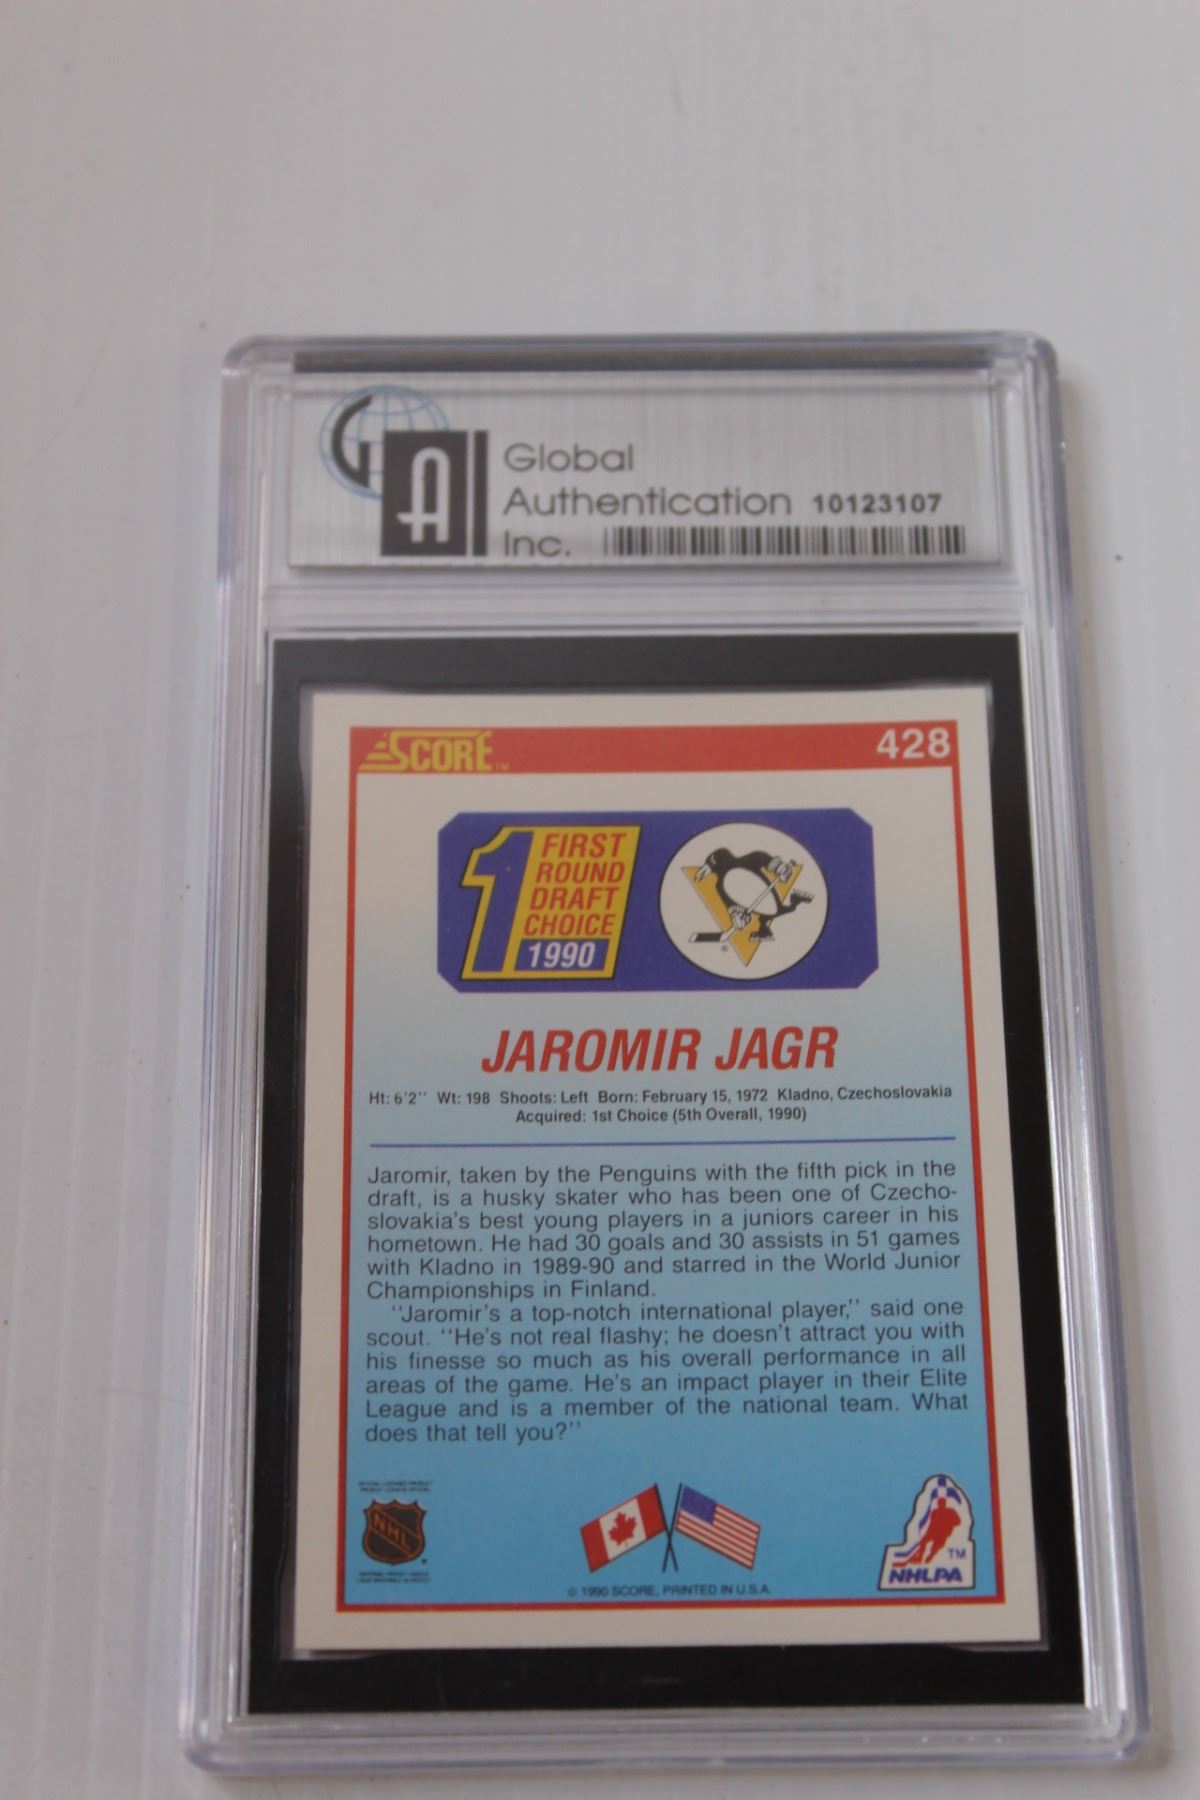 GA
Global
Authentication 10123107
Inc.
SCORE™ 428
1 FIRST
ROUND
DRAFT
CHOICE
1990
JAROMIR JAGR
Ht: 6'2'' Wt: 198 Shoots: Left Born: February 15, 1972 Kladno, Czechoslovakia
Acquired: 1st Choice (5th Overall, 1990)
Jaromir, taken by the Penguins with the fifth pick in the
draft, is a husky skater who has been one of Czecho-
slovakia's best young players in a juniors career in his
hometown. He had 30 goals and 30 assists in 51 games
with Kladno in 1989-90 and starred in the World Junior
Championships in Finland.
''Jaromir's a top-notch international player,'' said one
scout. ''He's not real flashy; he doesn't attract you with
his finesse so much as his overall performance in all
areas of the game. He's an impact player in their Elite
League and is a member of the national team. What
does that tell you?''
NHL
© 1990 SCORE, PRINTED IN U.S.A.
TM
NHLPA